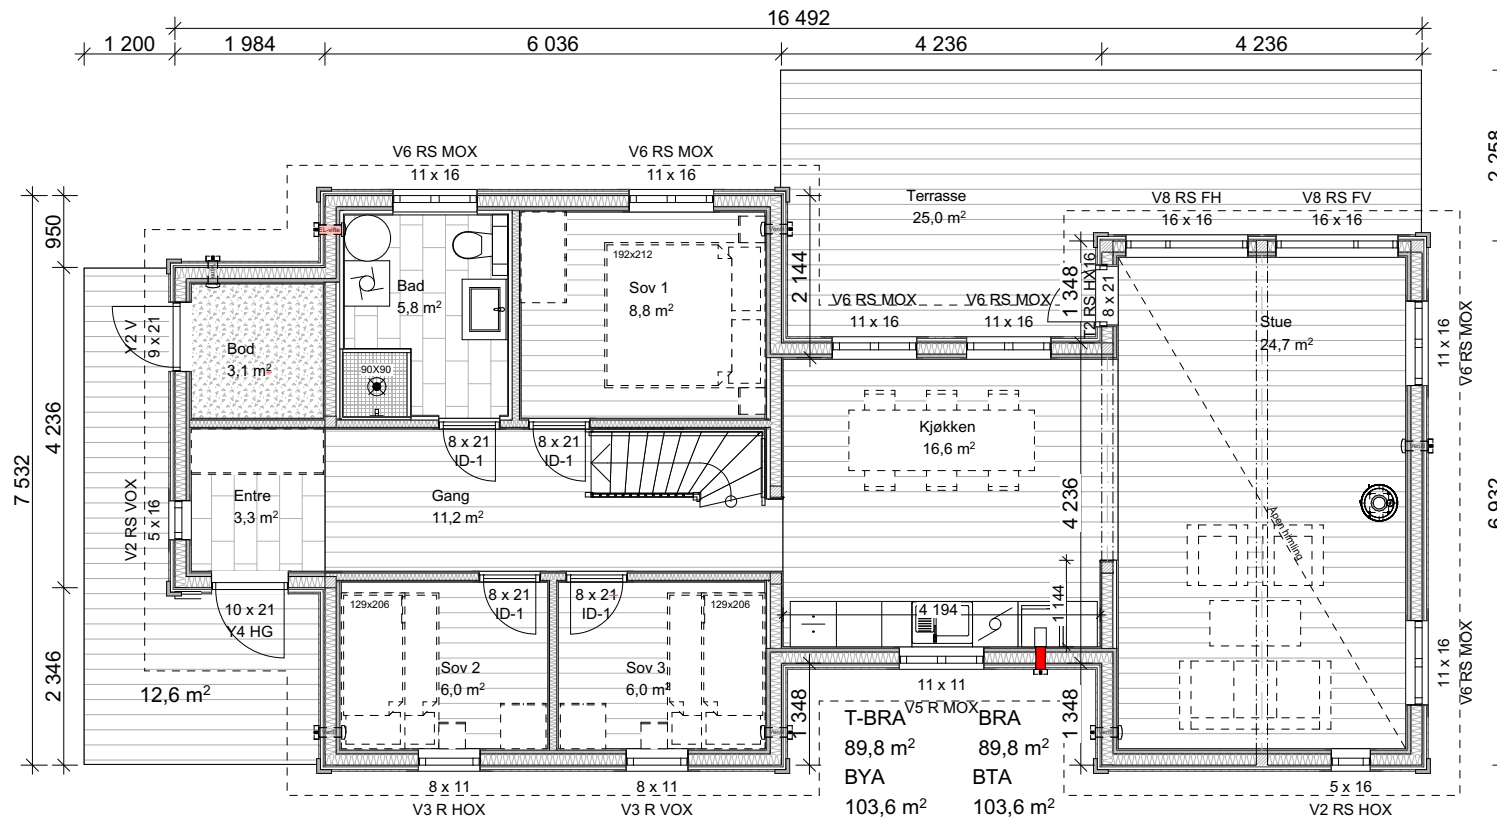 16 492
1 200 1 984 6 036 4 236 4 236
2 258
V6 RS MOX V6 RS MOX
11 x 16 11 x 16
Terrasse
25,0 m²
V8 RS FH V8 RS FV
16 x 16 16 x 16
950
192x212
2 144
1 348
T2 RS HX16
8 x 21
Bad
5,8 m²
Sov 1
8,8 m²
V6 RS MOX V6 RS MOX
11 x 16 11 x 16
Y2 V
9 x 21
Bod
3,1 m²
90X90
Stue
24,7 m²
11 x 16
V6 RS MOX
4 236
7 532
8 x 21
ID-1
8 x 21
ID-1
Kjøkken
16,6 m²
V2 RS VOX
5 x 16
Entre
3,3 m²
Gang
11,2 m²
4 236
6 932
Åpen himling
10 x 21
Y4 HG
129x206
8 x 21
ID-1
8 x 21
ID-1
129x206
4 194
1 144
2 346
12,6 m²
Sov 2
6,0 m²
Sov 3
6,0 m²
11 x 16
V6 RS MOX
11 x 11
V5 R MOX
1 348
1 348
T-BRA BRA
89,8 m² 89,8 m²
BYA BTA
103,6 m² 103,6 m²
8 x 11 8 x 11
V3 R HOX V3 R VOX
5 x 16
V2 RS HOX